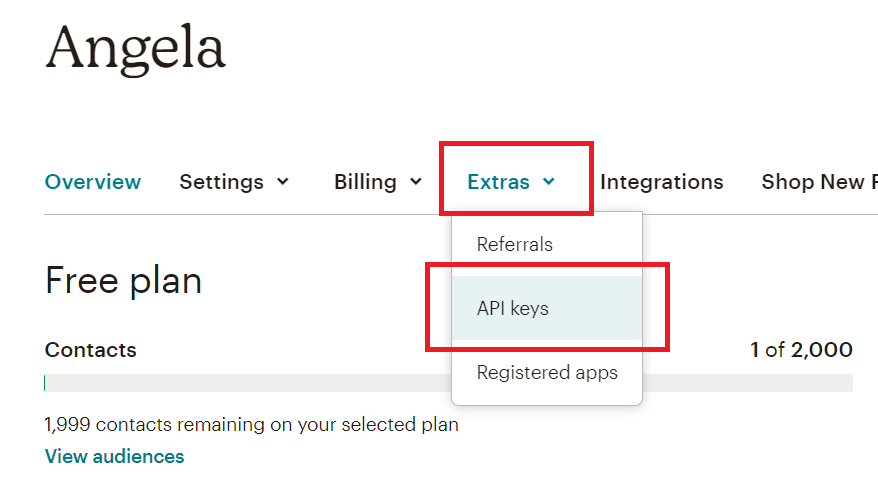 Angela
Overview Settings Billing Extras Integrations Shop New
Referrals
Free plan
API keys
Contacts 1 of 2,000
Registered apps
1,999 contacts remaining on your selected plan
View audiences